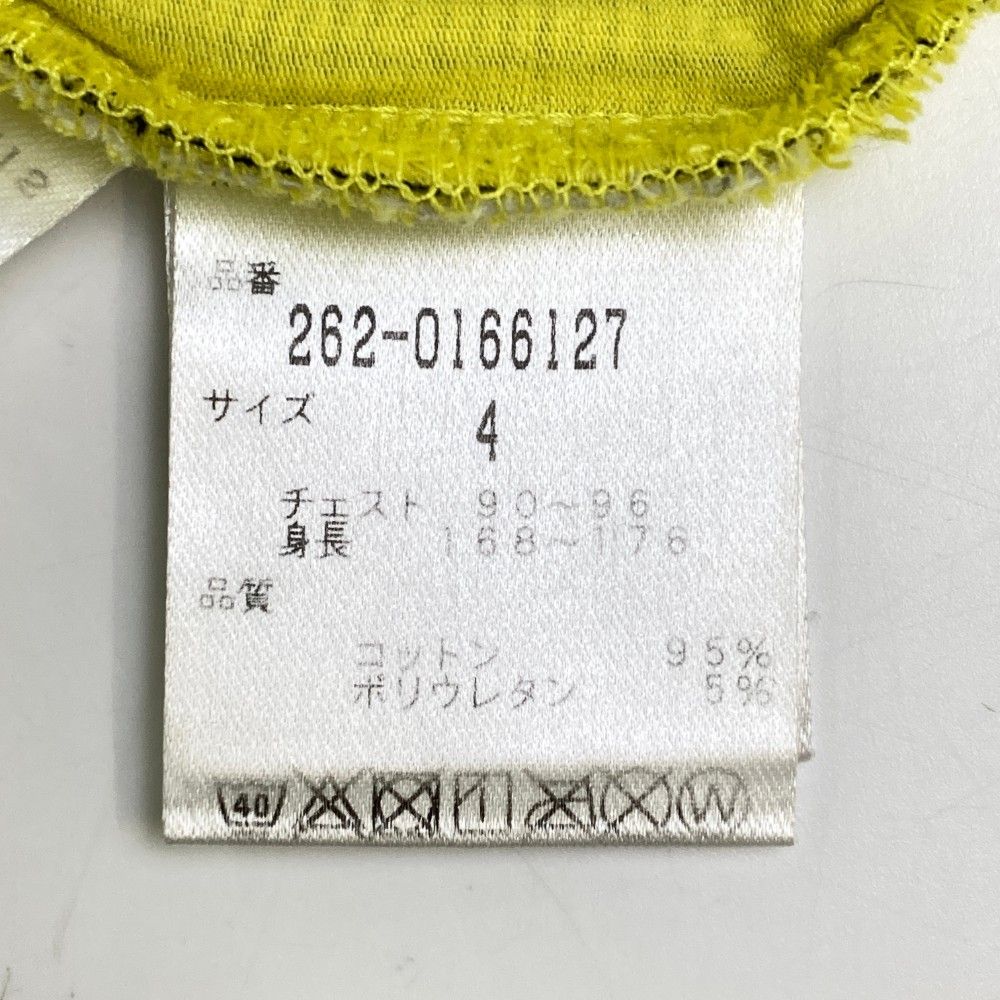 品番
262-0166127
サイズ 4
チェスト 90~96
身長 168~176
品質
コットン 95%
ポリウレタン 5%
40 W
12